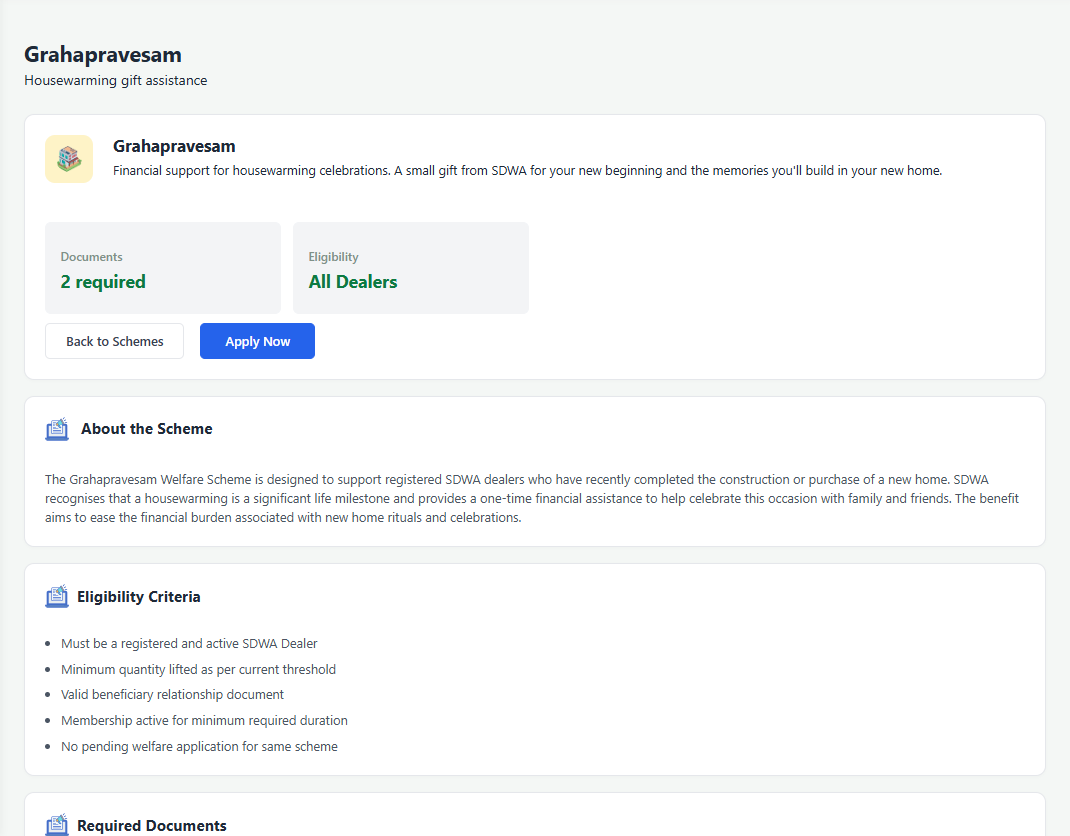 Grahapravesam
Housewarming gift assistance
Grahapravesam
Financial support for housewarming celebrations. A small gift from SDWA for your new beginning and the memories you'll build in your new home.
Documents
2 required
Eligibility
All Dealers
Back to Schemes
Apply Now
About the Scheme
The Grahapravesam Welfare Scheme is designed to support registered SDWA dealers who have recently completed the construction or purchase of a new home. SDWA
recognises that a housewarming is a significant life milestone and provides a one-time financial assistance to help celebrate this occasion with family and friends. The benefit
aims to ease the financial burden associated with new home rituals and celebrations.
Eligibility Criteria
• Must be a registered and active SDWA Dealer
• Minimum quantity lifted as per current threshold
• Valid beneficiary relationship document
• Membership active for minimum required duration
• No pending welfare application for same scheme
Required Documents